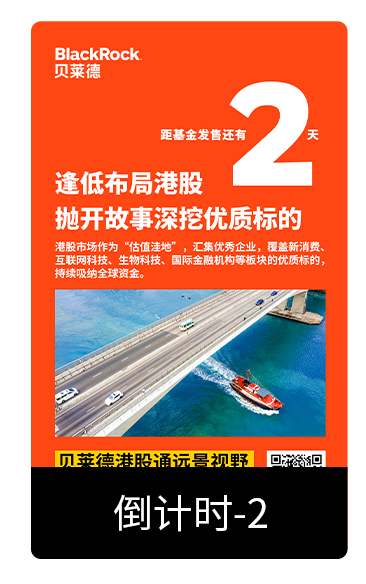 BlackRock.
贝莱德
距基金发售还有2天
逢低布局港股
抛开故事深挖优质标的
港股市场作为“估值洼地”，汇集优秀企业，覆盖新消费、
互联网科技、生物科技、国际金融机构等板块的优质标的，
持续吸纳全球资金。
贝莱德港股通远景视野
倒计时-2